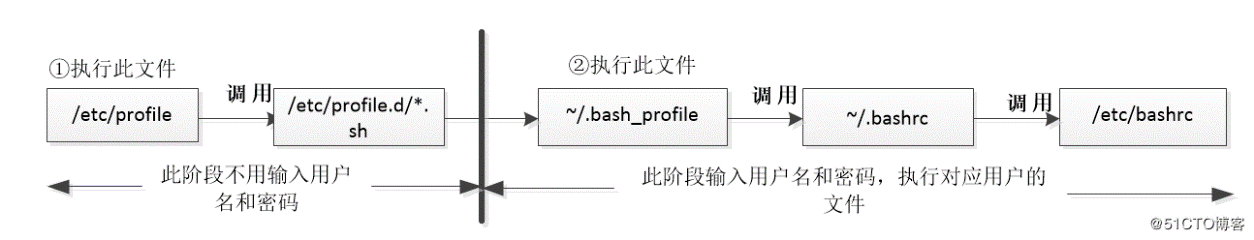 ①执行此文件
/etc/profile
调用
/etc/profile.d/*.
sh
此阶段不用输入用户
名和密码
②执行此文件
~/.bash_profile
调用
~/.bashrc
调用
/etc/bashrc
此阶段输入用户名和密码，执行对应用户的
文件
@51CTO博客